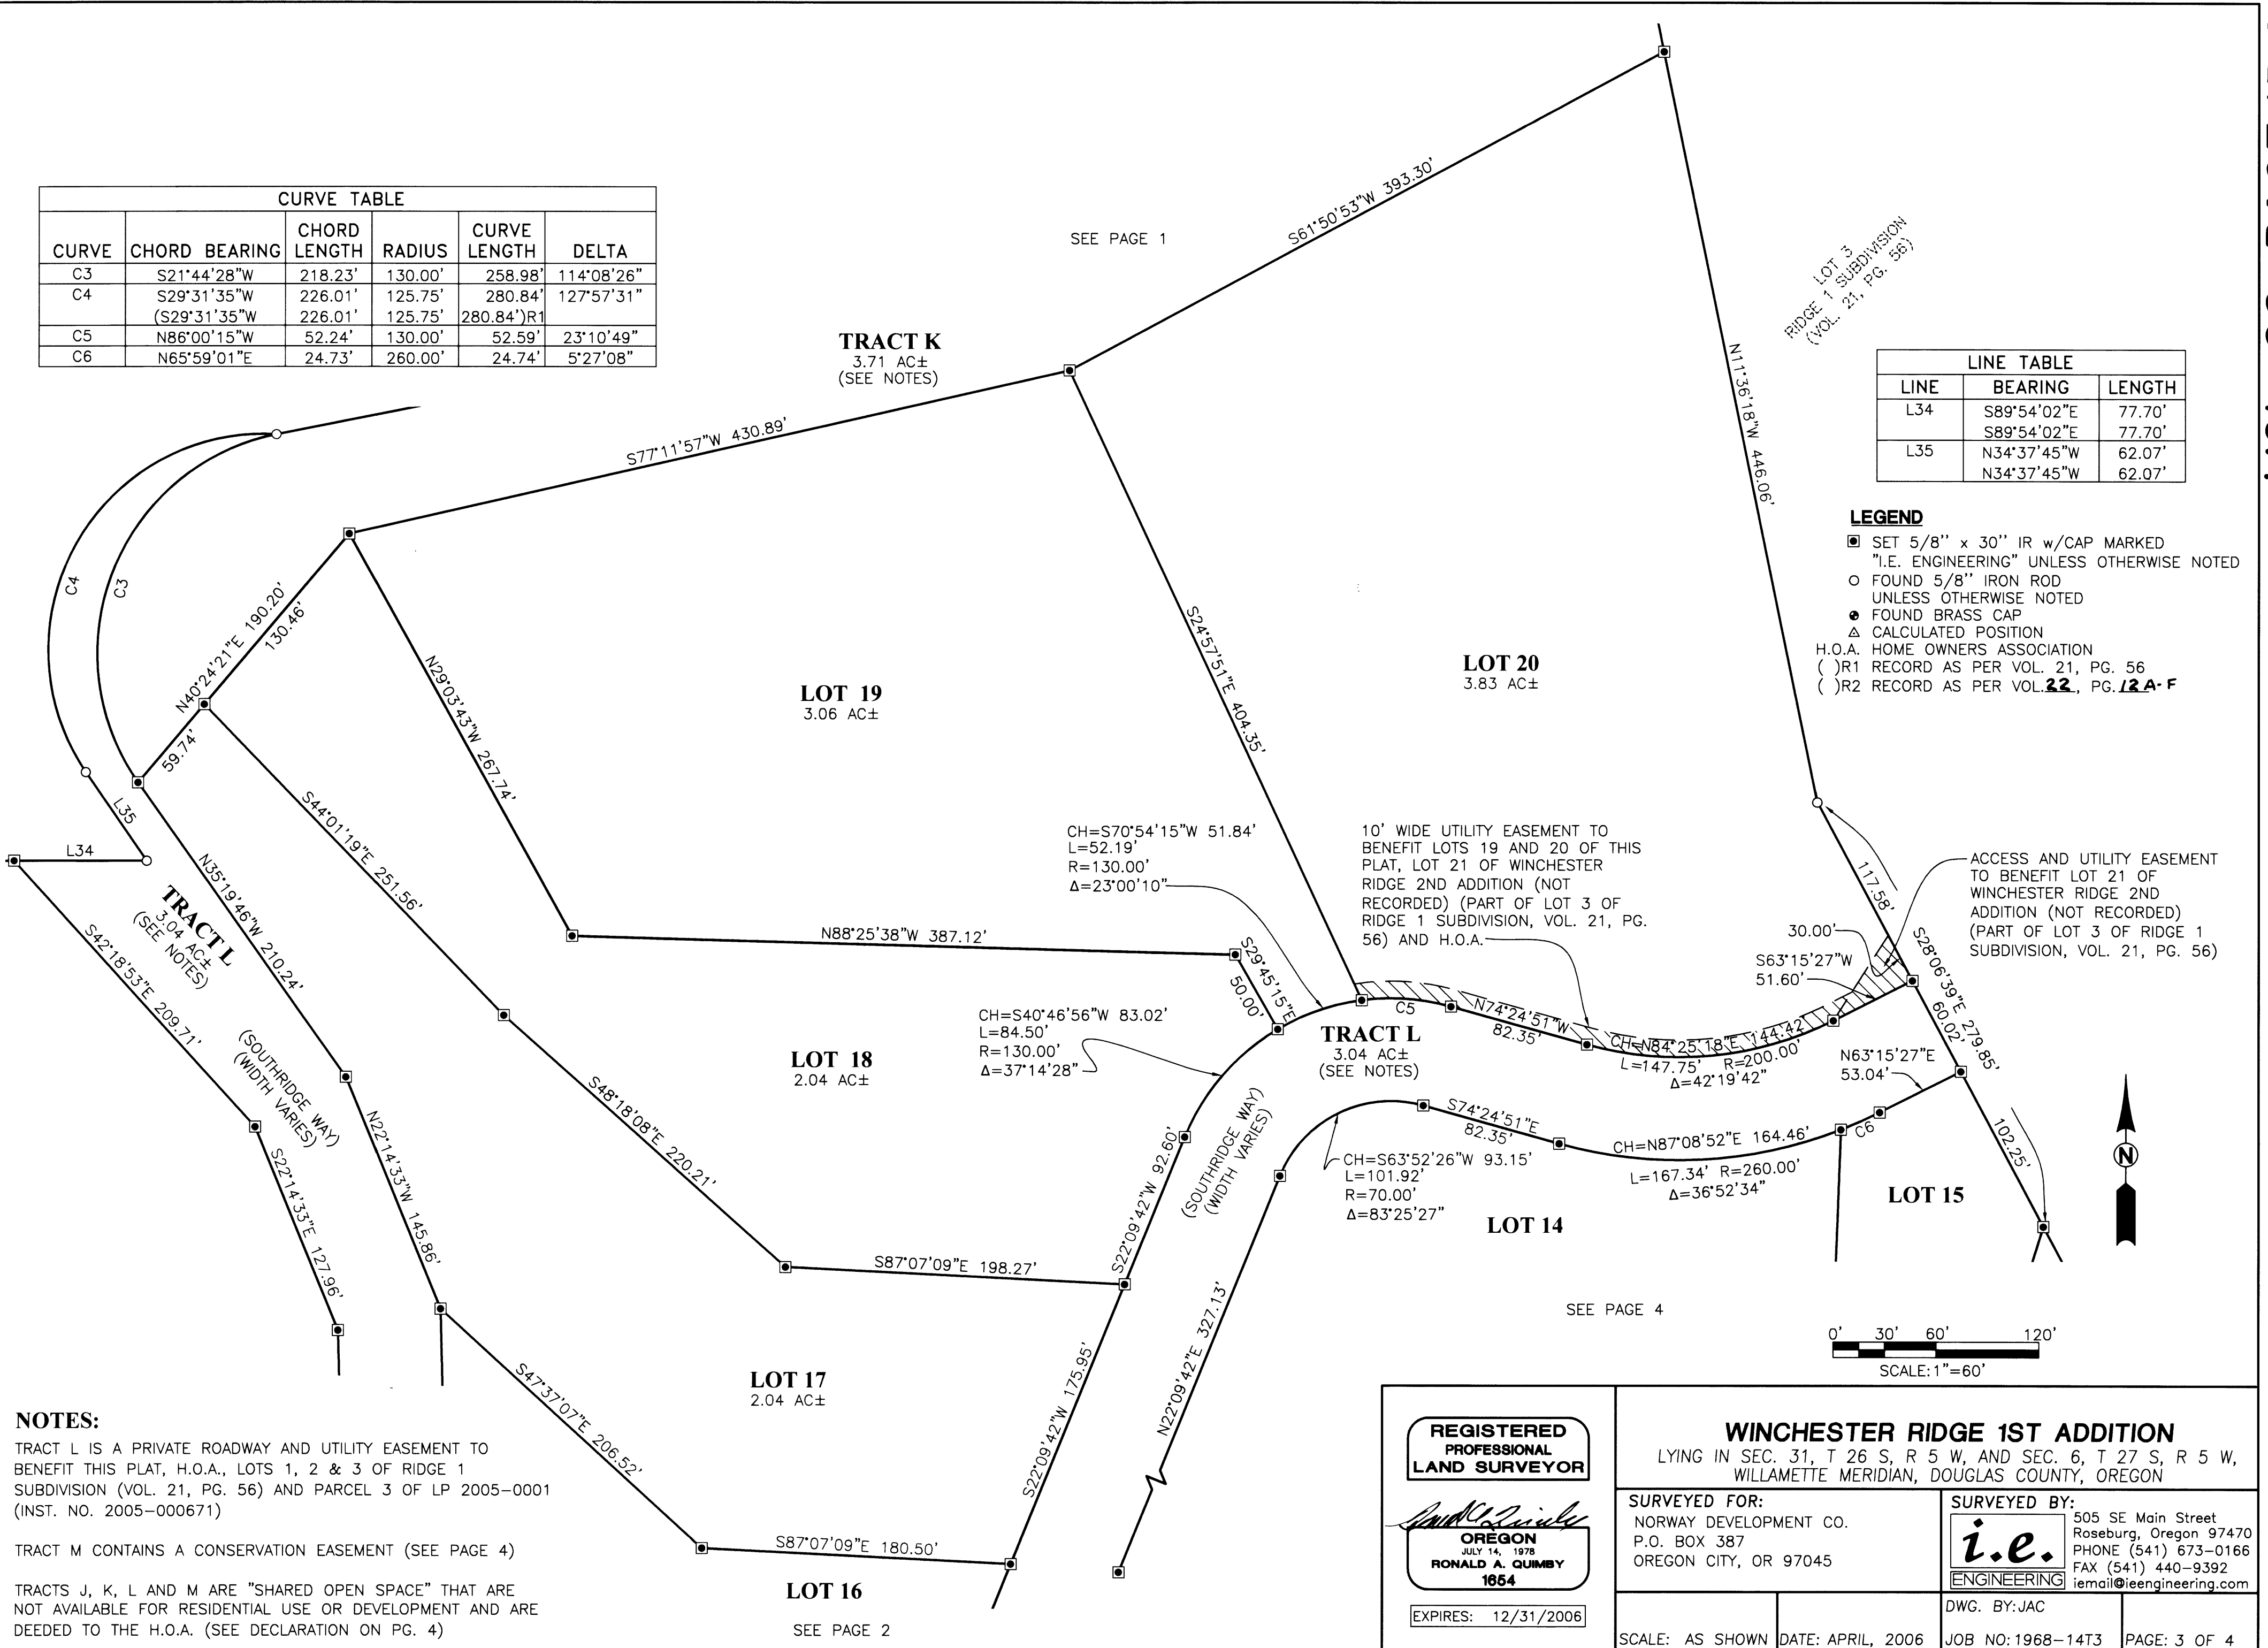 CURVE TABLE
CURVE CHORD BEARING CHORD LENGTH RADIUS CURVE LENGTH DELTA
C3 S21°44'28"W 218.23' 130.00' 258.98' 114°08'26"
C4 S29°31'35"W 226.01' 125.75' 280.84' 127°57'31"
(S29°31'35"W 226.01' 125.75' 280.84')R1
C5 N86°00'15"W 52.24' 130.00' 52.59' 23°10'49"
C6 N65°59'01"E 24.73' 260.00' 24.74' 5°27'08"
SEE PAGE 1
S61°50'53"W 393.30'
TRACT K
3.71 AC±
(SEE NOTES)
S77°11'57"W 430.89'
LOT 3
RIDGE 1 SUBDIVISION
(VOL. 21, PG. 56)
N11°36'18"W 446.06'
LINE TABLE
LINE BEARING LENGTH
L34 S89°54'02"E 77.70'
S89°54'02"E 77.70'
L35 N34°37'45"W 62.07'
N34°37'45"W 62.07'
LEGEND
SET 5/8'' x 30'' IR w/CAP MARKED
"I.E. ENGINEERING" UNLESS OTHERWISE NOTED
FOUND 5/8'' IRON ROD
UNLESS OTHERWISE NOTED
FOUND BRASS CAP
CALCULATED POSITION
H.O.A. HOME OWNERS ASSOCIATION
( )R1 RECORD AS PER VOL. 21, PG. 56
( )R2 RECORD AS PER VOL. 22, PG. 12 A-F
C4
C3
N40°24'21"E 190.20'
130.46'
59.74'
L35
L34
N29°03'43"W 267.74'
S24°57'51"E 404.35'
LOT 19
3.06 AC±
LOT 20
3.83 AC±
S44°01'19"E 251.56'
N35°19'46"W 210.24'
TRACT L
3.04 AC±
(SEE NOTES)
S42°18'53"E 209.71'
(SOUTHRIDGE WAY)
(WIDTH VARIES)
N88°25'38"W 387.12'
S29°45'15"E
50.00'
CH=S70°54'15"W 51.84'
L=52.19'
R=130.00'
Δ=23°00'10"
10' WIDE UTILITY EASEMENT TO
BENEFIT LOTS 19 AND 20 OF THIS
PLAT, LOT 21 OF WINCHESTER
RIDGE 2ND ADDITION (NOT
RECORDED) (PART OF LOT 3 OF
RIDGE 1 SUBDIVISION, VOL. 21, PG.
56) AND H.O.A.
ACCESS AND UTILITY EASEMENT
TO BENEFIT LOT 21 OF
WINCHESTER RIDGE 2ND
ADDITION (NOT RECORDED)
(PART OF LOT 3 OF RIDGE 1
SUBDIVISION, VOL. 21, PG. 56)
117.58'
30.00'
S63°15'27"W
51.60'
S28°06'39"E 279.85'
60.02'
102.25'
C5
N74°24'51"W
82.35'
CH=N84°25'18"E 144.42
L=147.75' R=200.00'
Δ=42°19'42"
N63°15'27"E
53.04'
CH=S40°46'56"W 83.02'
L=84.50'
R=130.00'
Δ=37°14'28"
TRACT L
3.04 AC±
(SEE NOTES)
LOT 18
2.04 AC±
S74°24'51"E
82.35'
CH=N87°08'52"E 164.46'
L=167.34' R=260.00'
Δ=36°52'34"
C6
CH=S63°52'26"W 93.15'
L=101.92'
R=70.00'
Δ=83°25'27"
LOT 15
LOT 14
(SOUTHRIDGE WAY)
(WIDTH VARIES)
S22°09'42"W 92.60'
S48°18'08"E 220.21'
N22°14'33"W 145.86'
S22°14'33"E 127.96'
S87°07'09"E 198.27'
N22°09'42"E 327.13'
S22°09'42"W 175.95'
LOT 17
2.04 AC±
S47°37'07"E 206.52'
S87°07'09"E 180.50'
LOT 16
SEE PAGE 2
SEE PAGE 4
N
0' 30' 60' 120'
SCALE: 1"=60'
NOTES:
TRACT L IS A PRIVATE ROADWAY AND UTILITY EASEMENT TO
BENEFIT THIS PLAT, H.O.A., LOTS 1, 2 & 3 OF RIDGE 1
SUBDIVISION (VOL. 21, PG. 56) AND PARCEL 3 OF LP 2005-0001
(INST. NO. 2005-000671)
TRACT M CONTAINS A CONSERVATION EASEMENT (SEE PAGE 4)
TRACTS J, K, L AND M ARE "SHARED OPEN SPACE" THAT ARE
NOT AVAILABLE FOR RESIDENTIAL USE OR DEVELOPMENT AND ARE
DEEDED TO THE H.O.A. (SEE DECLARATION ON PG. 4)
REGISTERED
PROFESSIONAL
LAND SURVEYOR
OREGON
JULY 14, 1978
RONALD A. QUIMBY
1654
EXPIRES: 12/31/2006
WINCHESTER RIDGE 1ST ADDITION
LYING IN SEC. 31, T 26 S, R 5 W, AND SEC. 6, T 27 S, R 5 W,
WILLAMETTE MERIDIAN, DOUGLAS COUNTY, OREGON
SURVEYED FOR:
NORWAY DEVELOPMENT CO.
P.O. BOX 387
OREGON CITY, OR 97045
SURVEYED BY:
i.e.
ENGINEERING
505 SE Main Street
Roseburg, Oregon 97470
PHONE (541) 673-0166
FAX (541) 440-9392
iemail@ieengineering.com
SCALE: AS SHOWN
DATE: APRIL, 2006
DWG. BY: JAC
JOB NO: 1968-14T3
PAGE: 3 OF 4